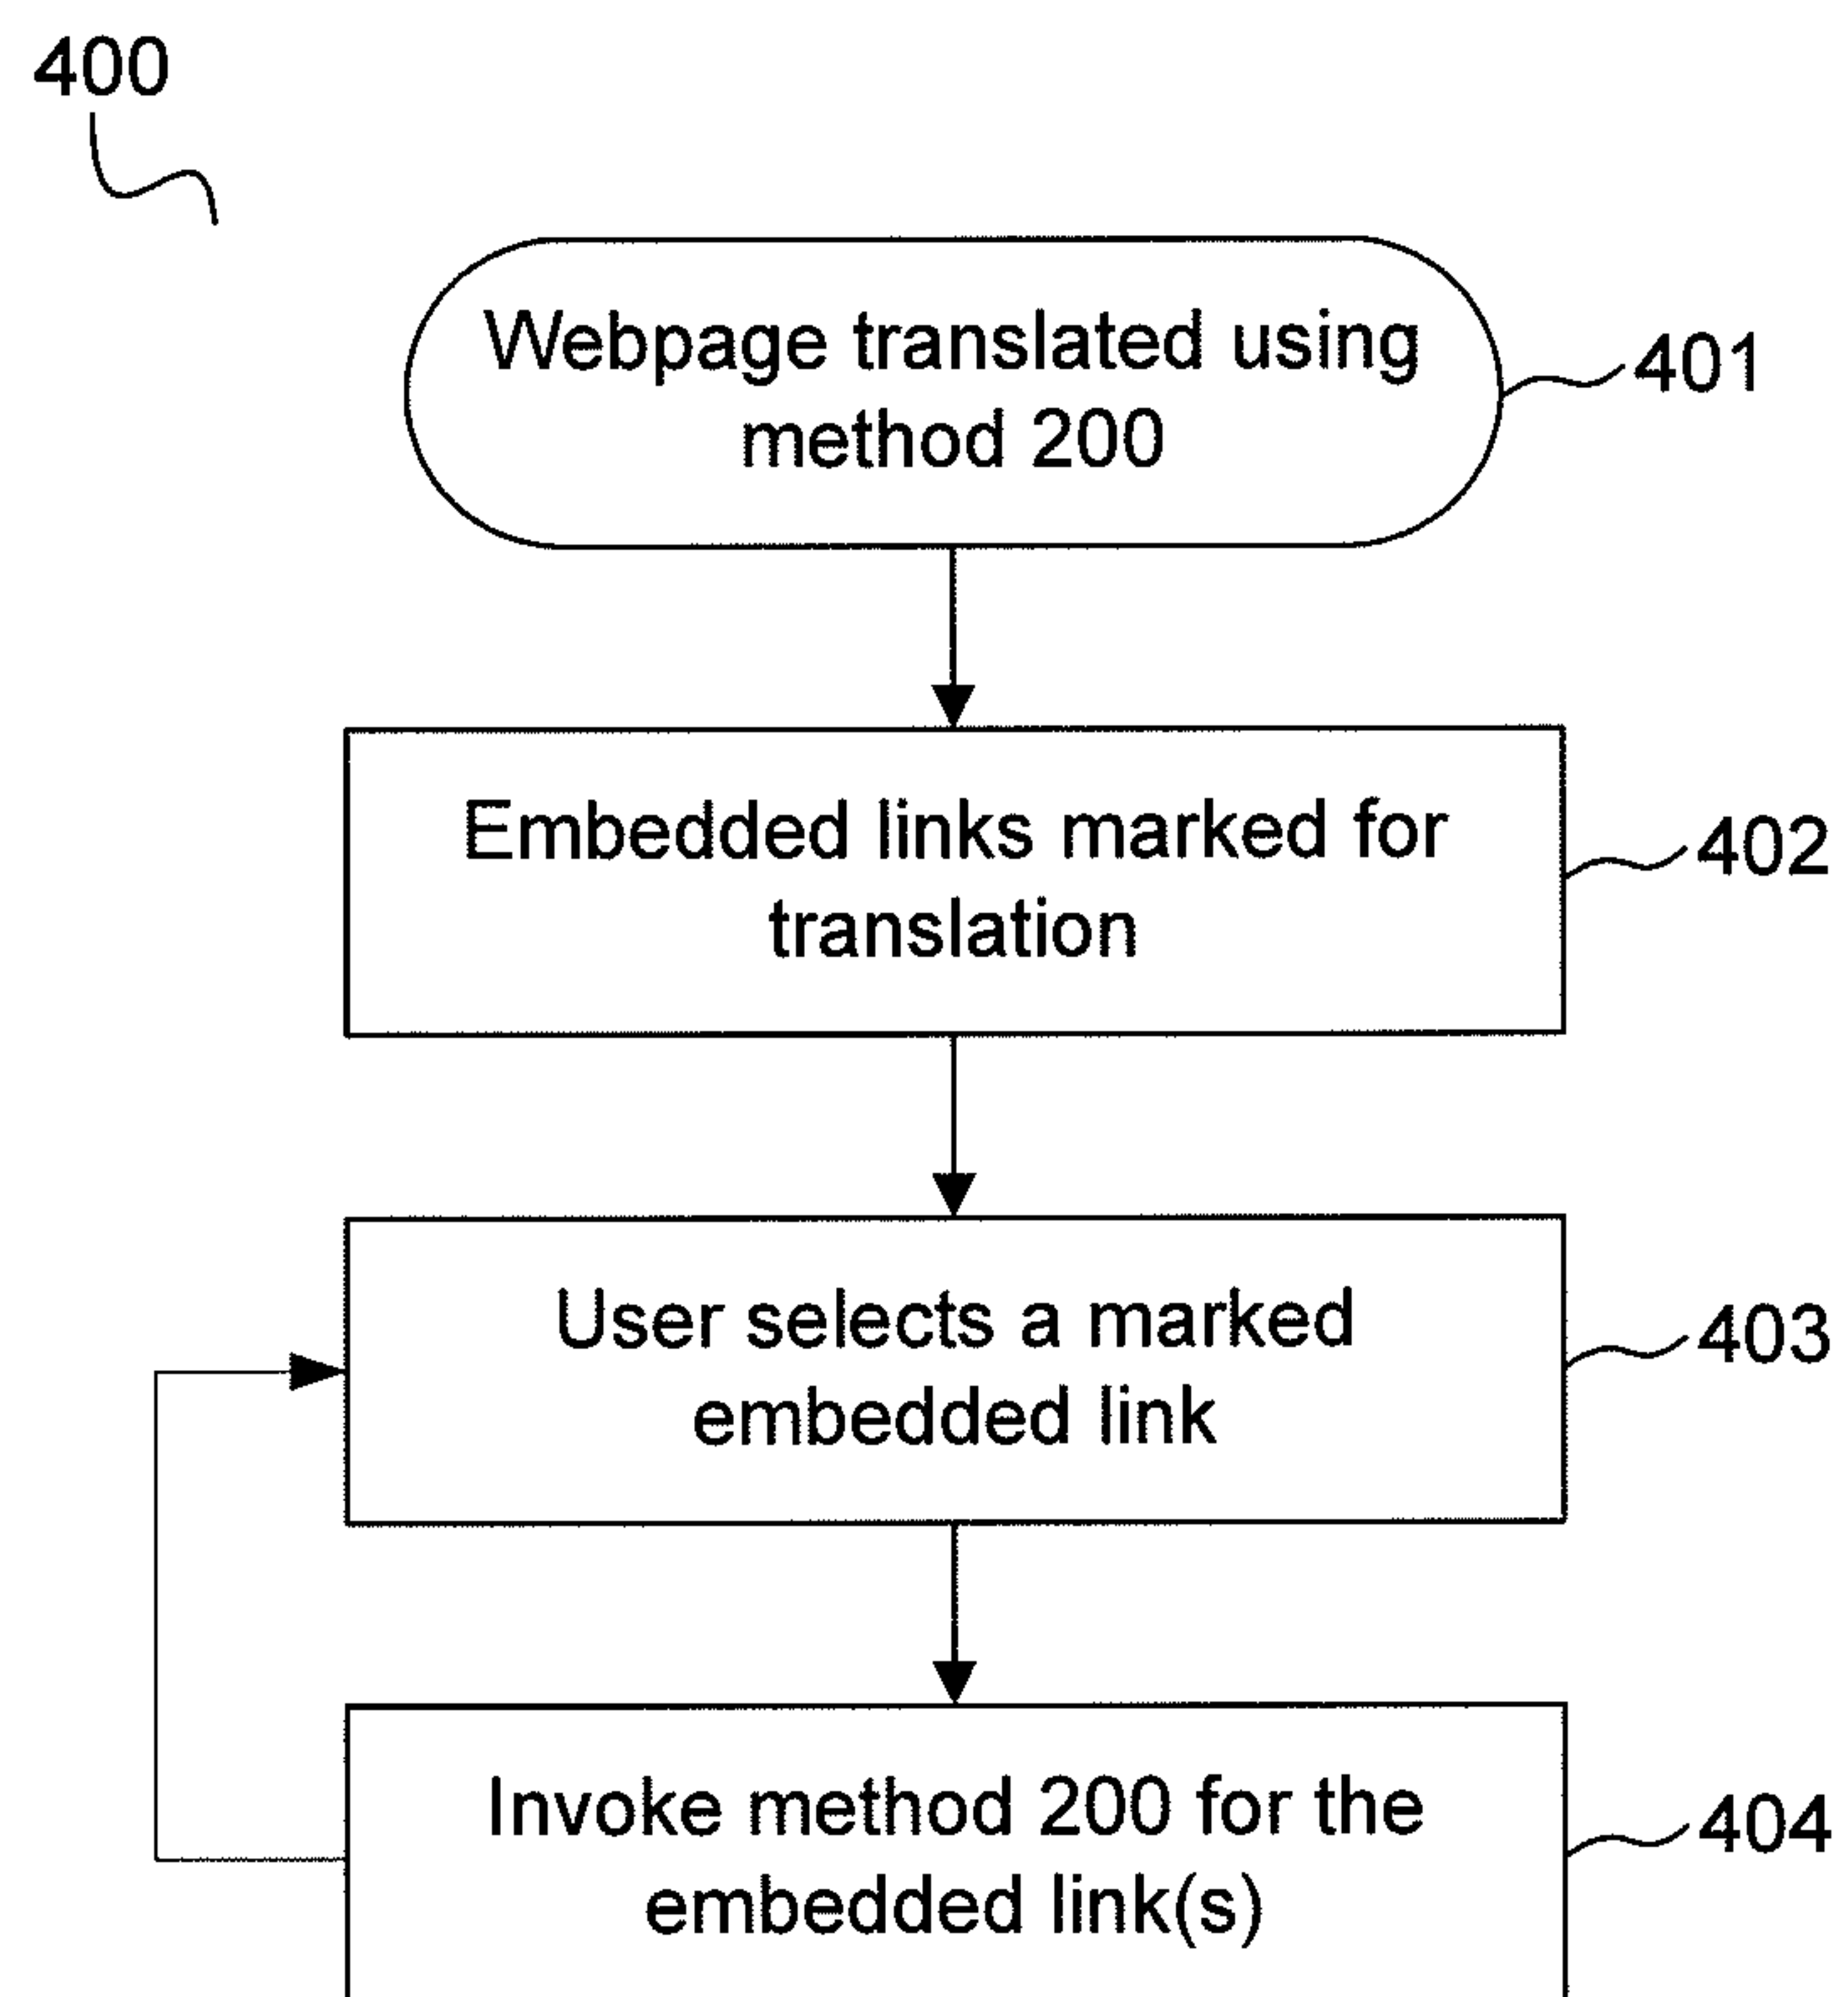 400
Webpage translated using
method 200
401
Embedded links marked for
translation
402
User selects a marked
embedded link
403
Invoke method 200 for the
embedded link(s)
404